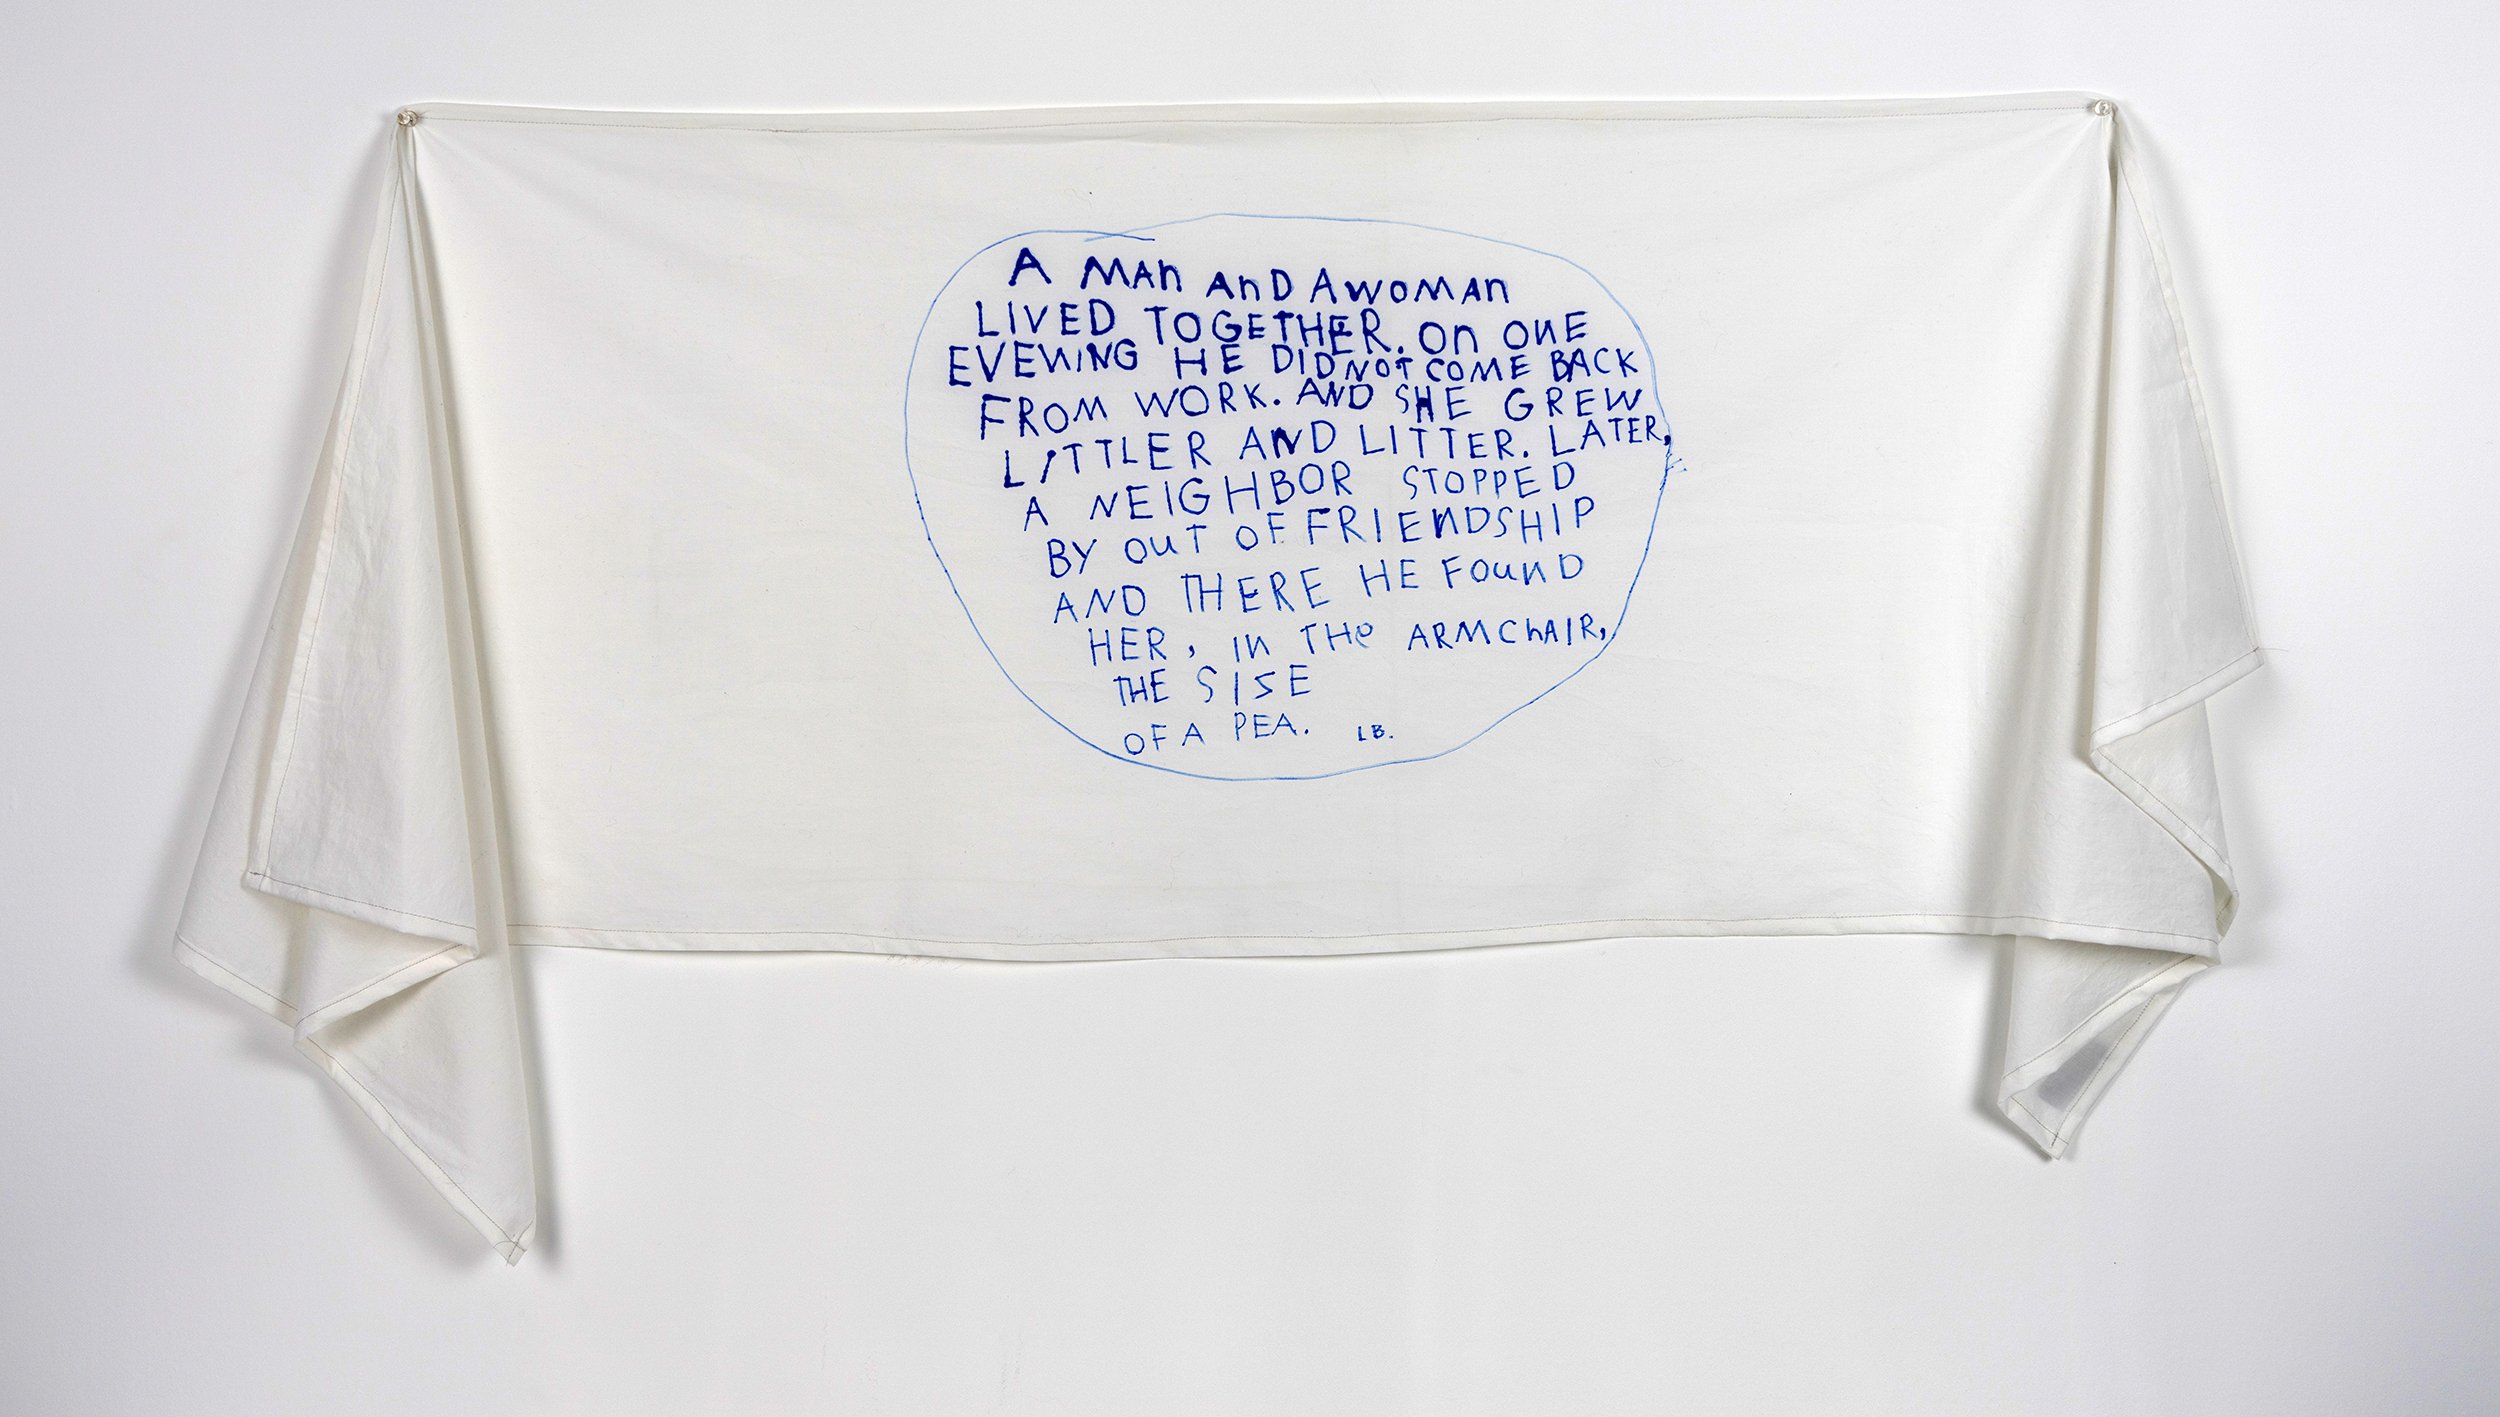 A MAn AnD A WOMAn
LIVED TOGETHER. On ONE
EVENING HE DID NOT COME BACK
FROM WORK. AND SHE GREW
LITTLER AND LITTER. LATER,
A NEIGHBOR STOPPED
BY OUT OF FRIENDSHIP
AND THERE HE FOUND
HER, IN THe ARMChAIR,
THE SISE
OF A PEA. LB.